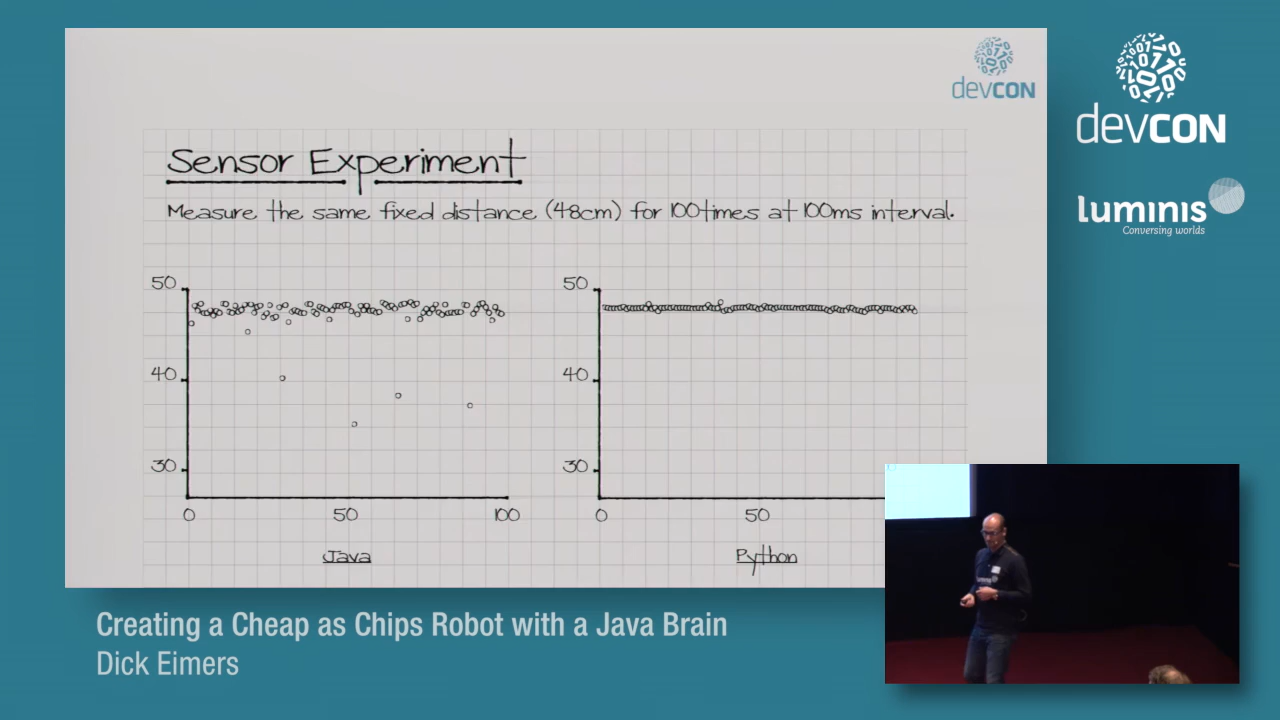 devCON
devCON
luminis
Conversing worlds
Sensor Experiment
Measure the same fixed distance (48cm) for 100 times at 100ms interval.
50
40
30
0 50 100
Java
50
40
30
0 50
Python
Creating a Cheap as Chips Robot with a Java Brain
Dick Eimers